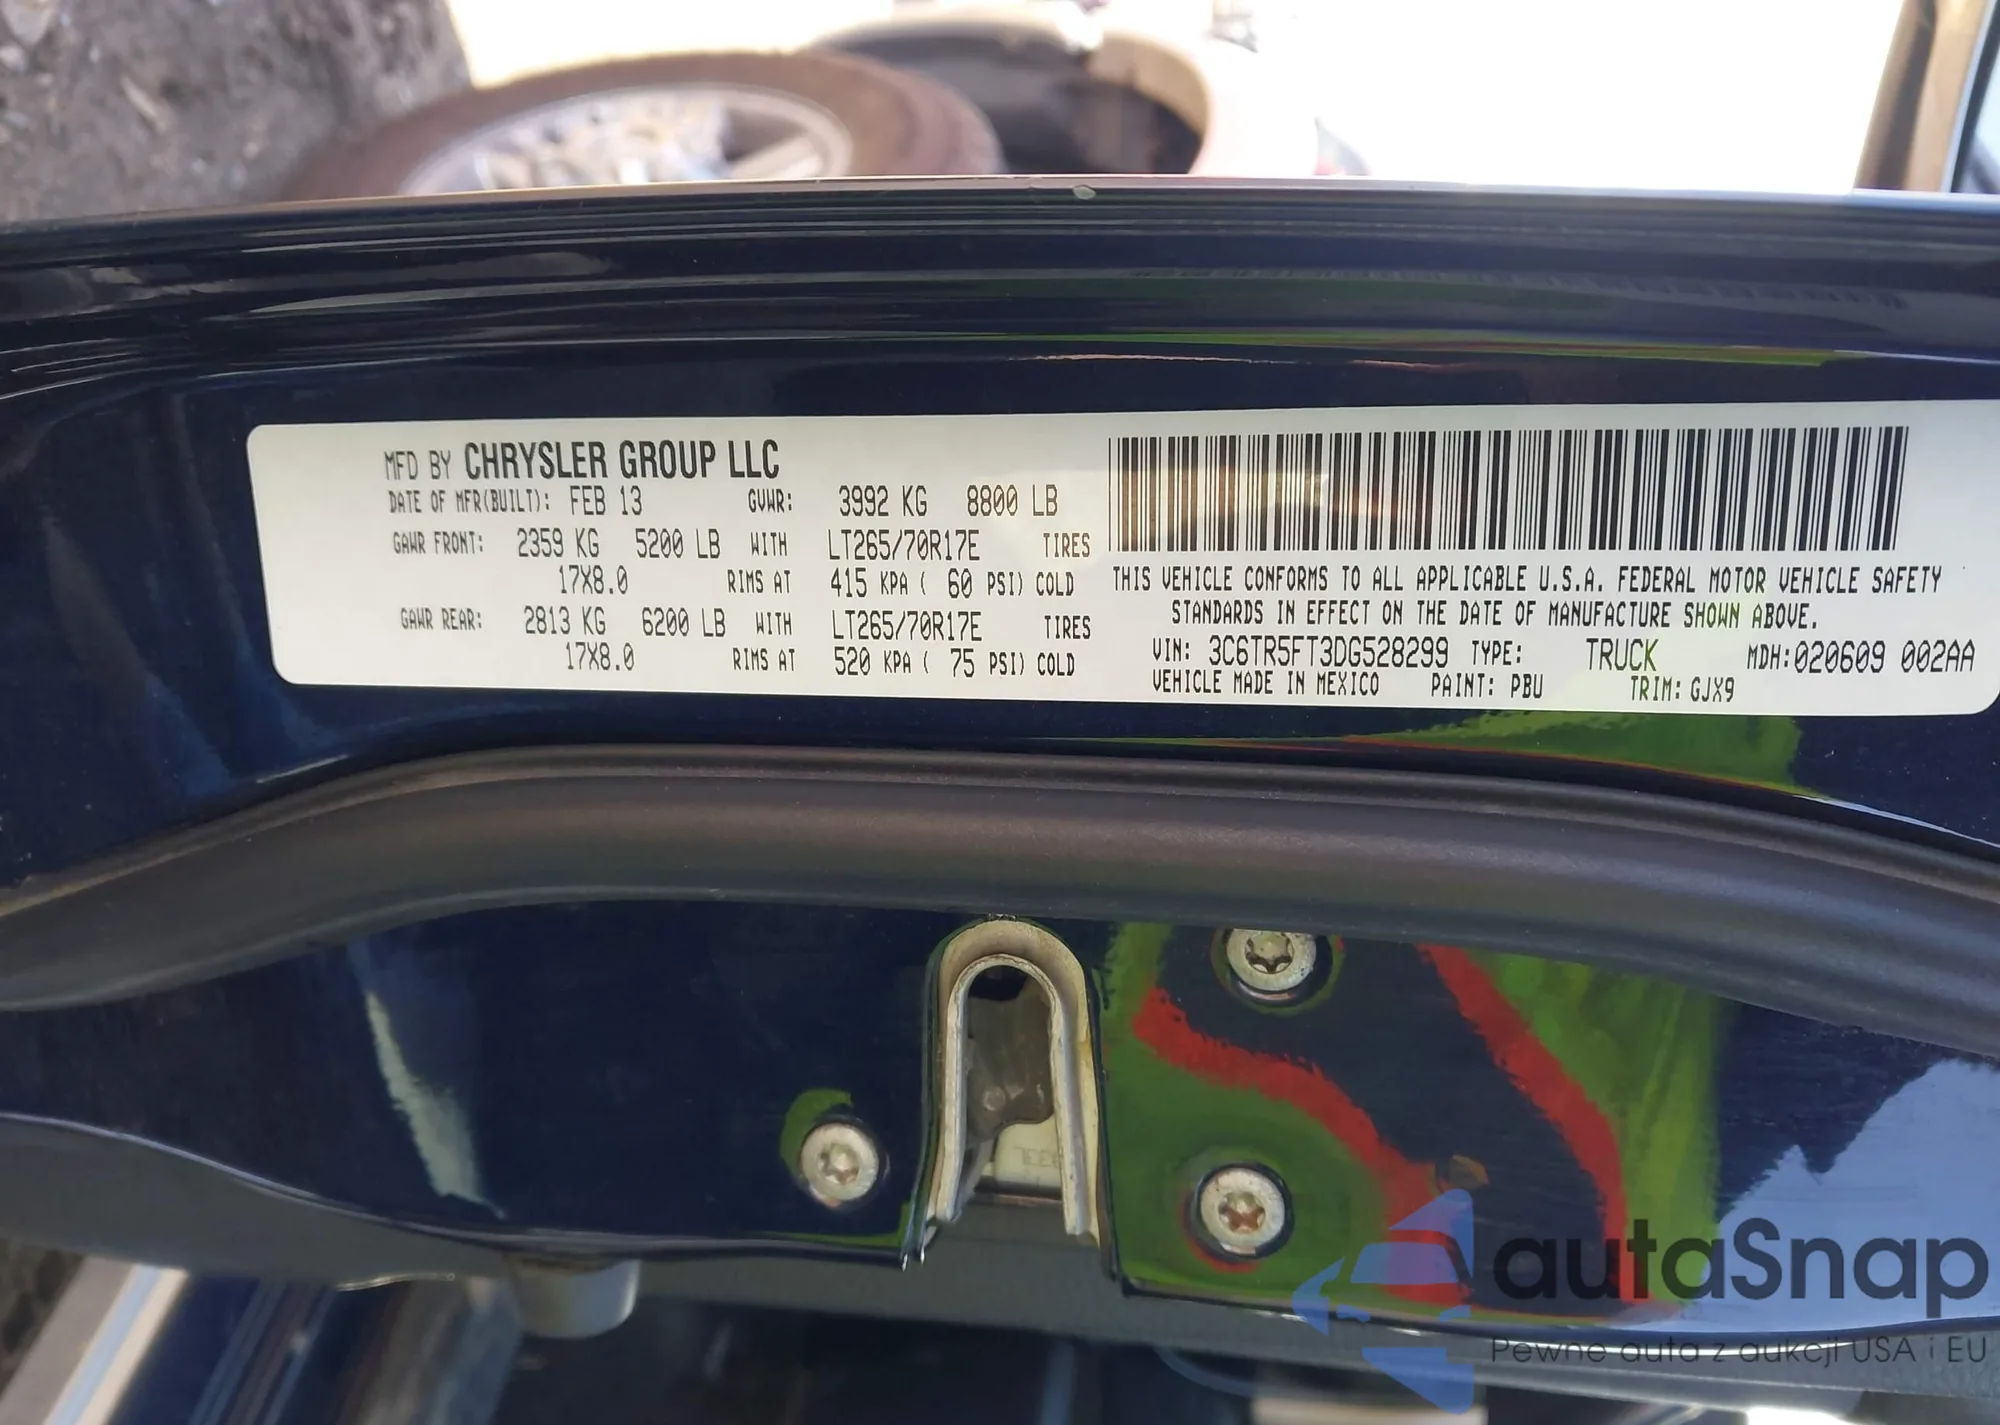 MFD BY CHRYSLER GROUP LLC
DATE OF MFR(BUILT): FEB 13 GVWR: 3992 KG 8800 LB
GAWR FRONT: 2359 KG 5200 LB WITH LT265/70R17E TIRES
17X8.0 RIMS AT 415 KPA ( 60 PSI) COLD
GAWR REAR: 2813 KG 6200 LB WITH LT265/70R17E TIRES
17X8.0 RIMS AT 520 KPA ( 75 PSI) COLD
THIS VEHICLE CONFORMS TO ALL APPLICABLE U.S.A. FEDERAL MOTOR VEHICLE SAFETY
STANDARDS IN EFFECT ON THE DATE OF MANUFACTURE SHOWN ABOVE.
VIN: 3C6TR5FT3DG528299 TYPE: TRUCK MDH:020609 002AA
VEHICLE MADE IN MEXICO PAINT: PBU TRIM: GJX9
autaSnap
Pewne auta z aukcji USA i EU